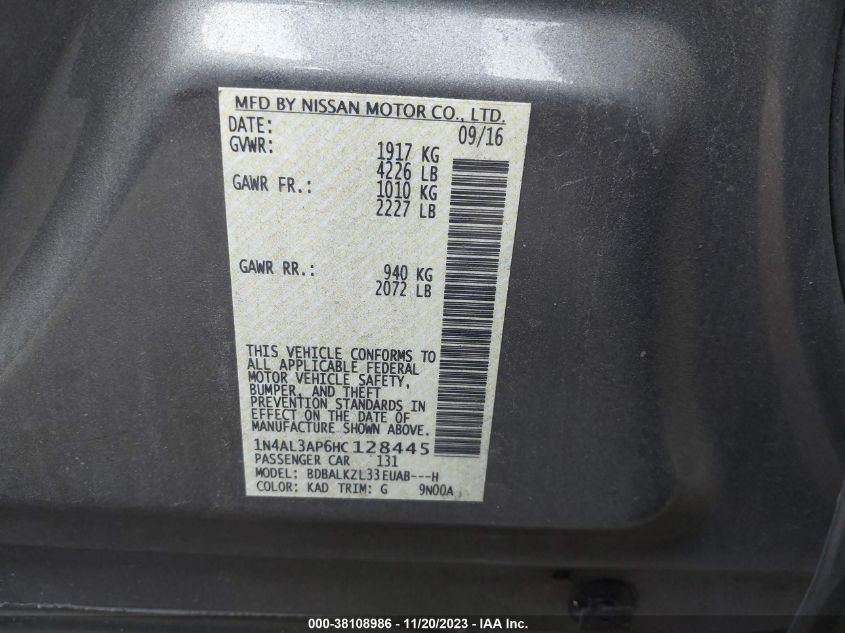 MFD BY NISSAN MOTOR CO., LTD.
DATE: 09/16
GVWR: 1917 KG
4226 LB
GAWR FR.: 1010 KG
2227 LB
GAWR RR.: 940 KG
2072 LB
THIS VEHICLE CONFORMS TO
ALL APPLICABLE FEDERAL
MOTOR VEHICLE SAFETY,
BUMPER, AND THEFT
PREVENTION STANDARDS IN
EFFECT ON THE DATE OF
MANUFACTURE SHOWN ABOVE.
1N4AL3AP6HC128445
PASSENGER CAR 131
MODEL: BDBALKZL33EUAB---H
COLOR: KAD TRIM: G 9N00A
000-38108986 - 11/20/2023 - IAA Inc.